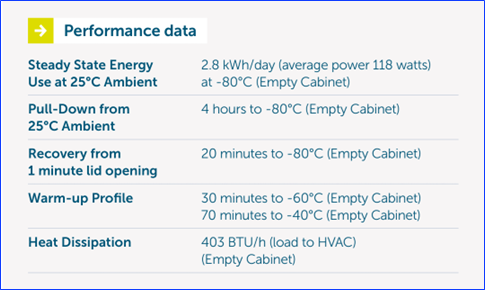 Performance data
Steady State Energy
Use at 25°C Ambient
2.8 kWh/day (average power 118 watts)
at -80°C (Empty Cabinet)
Pull-Down from
25°C Ambient
4 hours to -80°C (Empty Cabinet)
Recovery from
1 minute lid opening
20 minutes to -80°C (Empty Cabinet)
Warm-up Profile
30 minutes to -60°C (Empty Cabinet)
70 minutes to -40°C (Empty Cabinet)
Heat Dissipation
403 BTU/h (load to HVAC)
(Empty Cabinet)